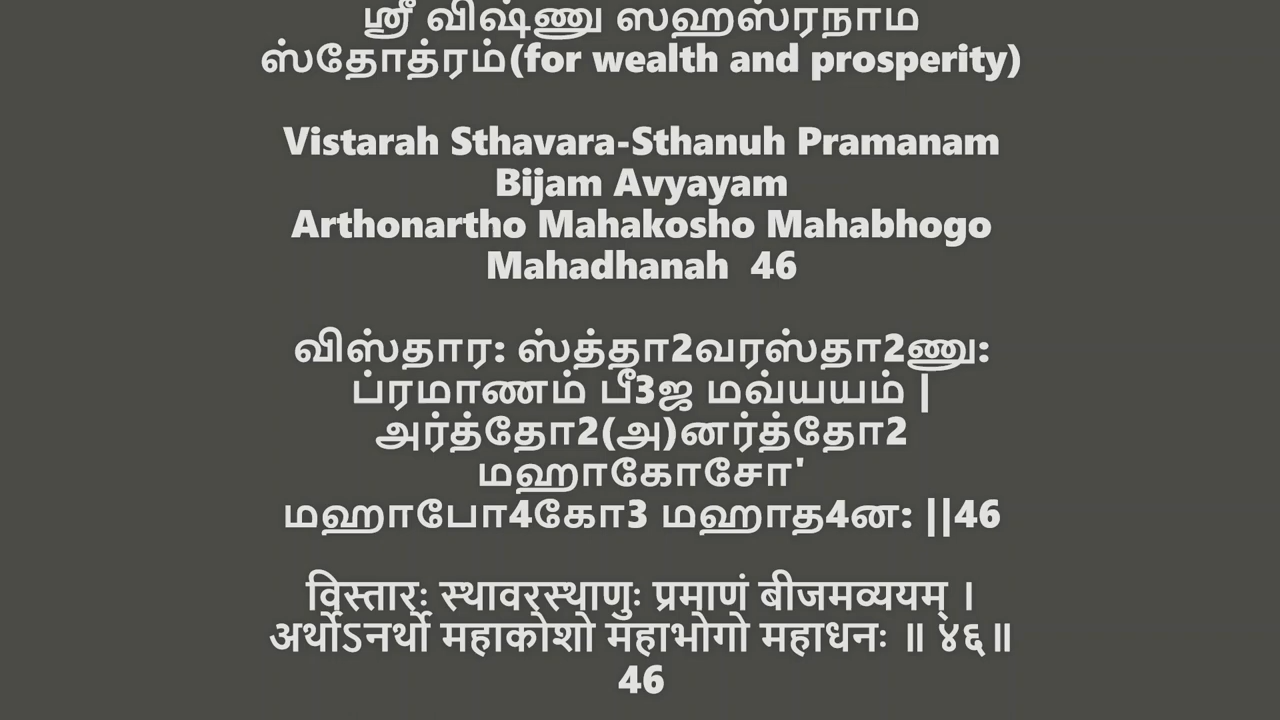 ஸ்ரீ விஷ்ணு ஸஹஸ்ரநாம
ஸ்தோத்ரம்(for wealth and prosperity)
Vistarah Sthavara-Sthanuh Pramanam
Bijam Avyayam
Arthonartho Mahakosho Mahabhogo
Mahadhanah 46
விஸ்தார: ஸ்த்தா2வரஸ்தா2ணு:
ப்ரமாணம் பீ3ஜ மவ்யயம் |
அர்த்தோ2(அ)னர்த்தோ2
மஹாகோசோ'
மஹாபோ4கோ3 மஹாத4ன: ||46
विस्तारः स्थावरस्थाणुः प्रमाणं बीजमव्ययम् ।
अर्थोऽनर्थो महाकोशो महाभोगो महाधनः ॥ ४६॥
46